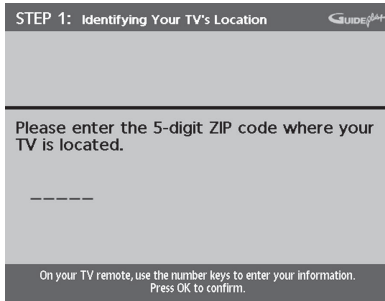 STEP 1: Identifying Your TV's Location GUIDEplus+
Please enter the 5-digit ZIP code where your
TV is located.
_____
On your TV remote, use the number keys to enter your information.
Press OK to confirm.